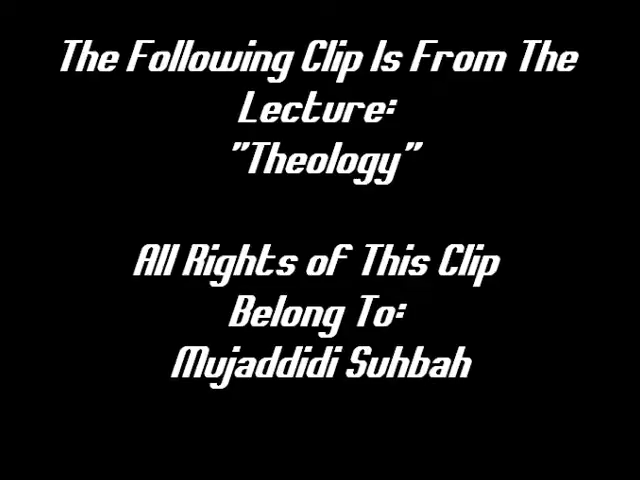 The Following Clip Is From The
Lecture:
"Theology"
All Rights of This Clip
Belong To:
Mujaddidi Suhbah